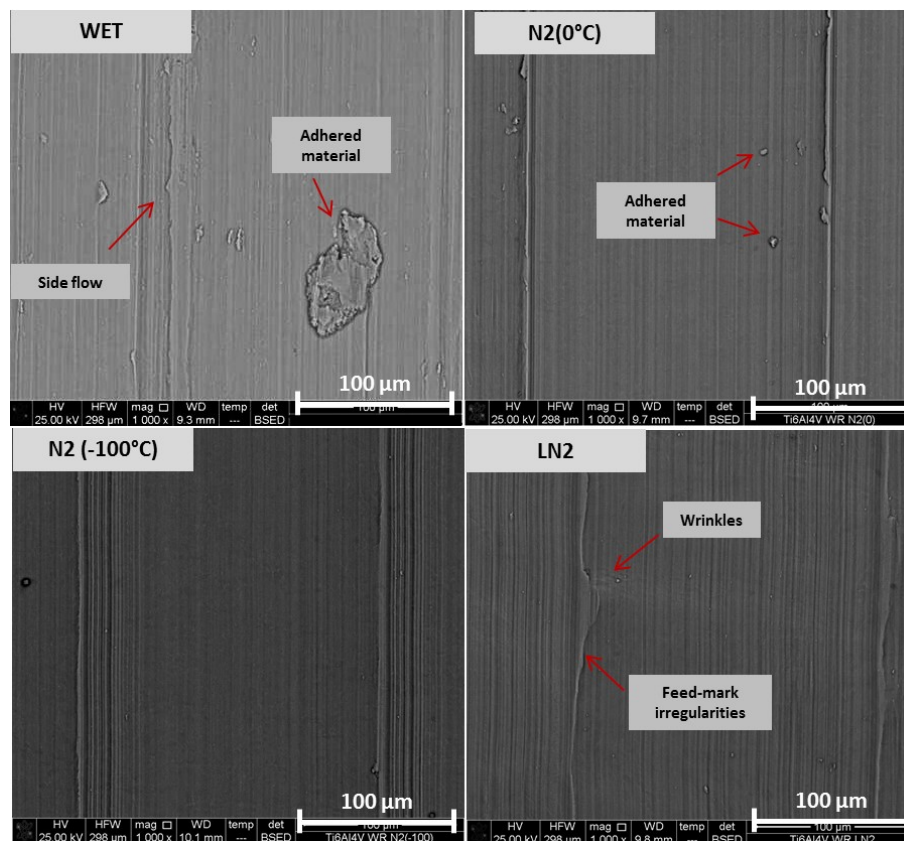 WET
Adhered
material
Side flow
100 µm
HV HFW mag WD temp det
25.00 kV 298 µm 1 000 x 9.3 mm --- BSED
N2(0°C)
Adhered
material
100 µm
HV HFW mag WD temp det
25.00 kV 298 µm 1 000 x 9.7 mm --- BSED Ti6Al4V WR N2(0)
N2 (-100°C)
100 µm
HV HFW mag WD temp det
25.00 kV 298 µm 1 000 x 10.1 mm --- BSED Ti6Al4V WR N2(-100)
LN2
Wrinkles
Feed-mark
irregularities
100 µm
HV HFW mag WD temp det 100 µm
25.00 kV 298 µm 1 000 x 9.8 mm --- BSED Ti6Al4V WR LN2